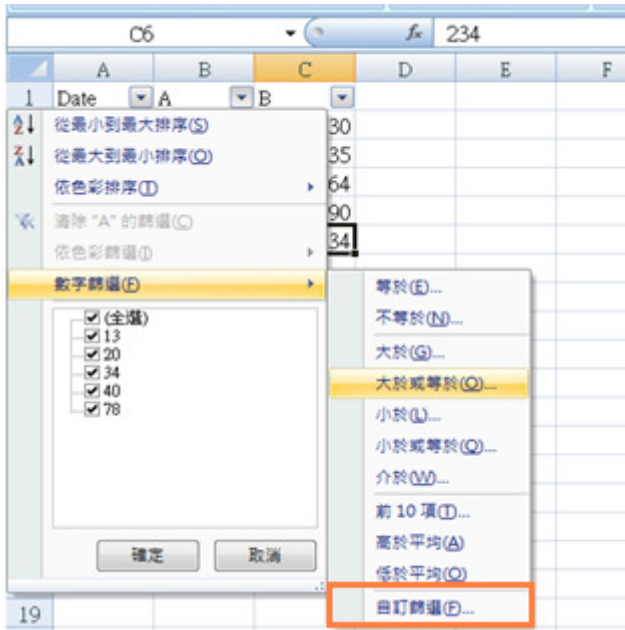 C6 fx 234
A B C D E F
1 Date A B
從最小到最大排序(S) 30
從最大到最小排序(O) 35
依色彩排序(T) 64
清除 "A" 的篩選(C) 90
依色彩篩選(I) 34
數字篩選(F)
(全選)
13
20
34
40
78
確定 取消
等於(E)...
不等於(N)...
大於(G)...
大於或等於(O)...
小於(L)...
小於或等於(Q)...
介於(W)...
前 10 項(T)...
高於平均(A)
低於平均(O)
自訂篩選(F)...
19